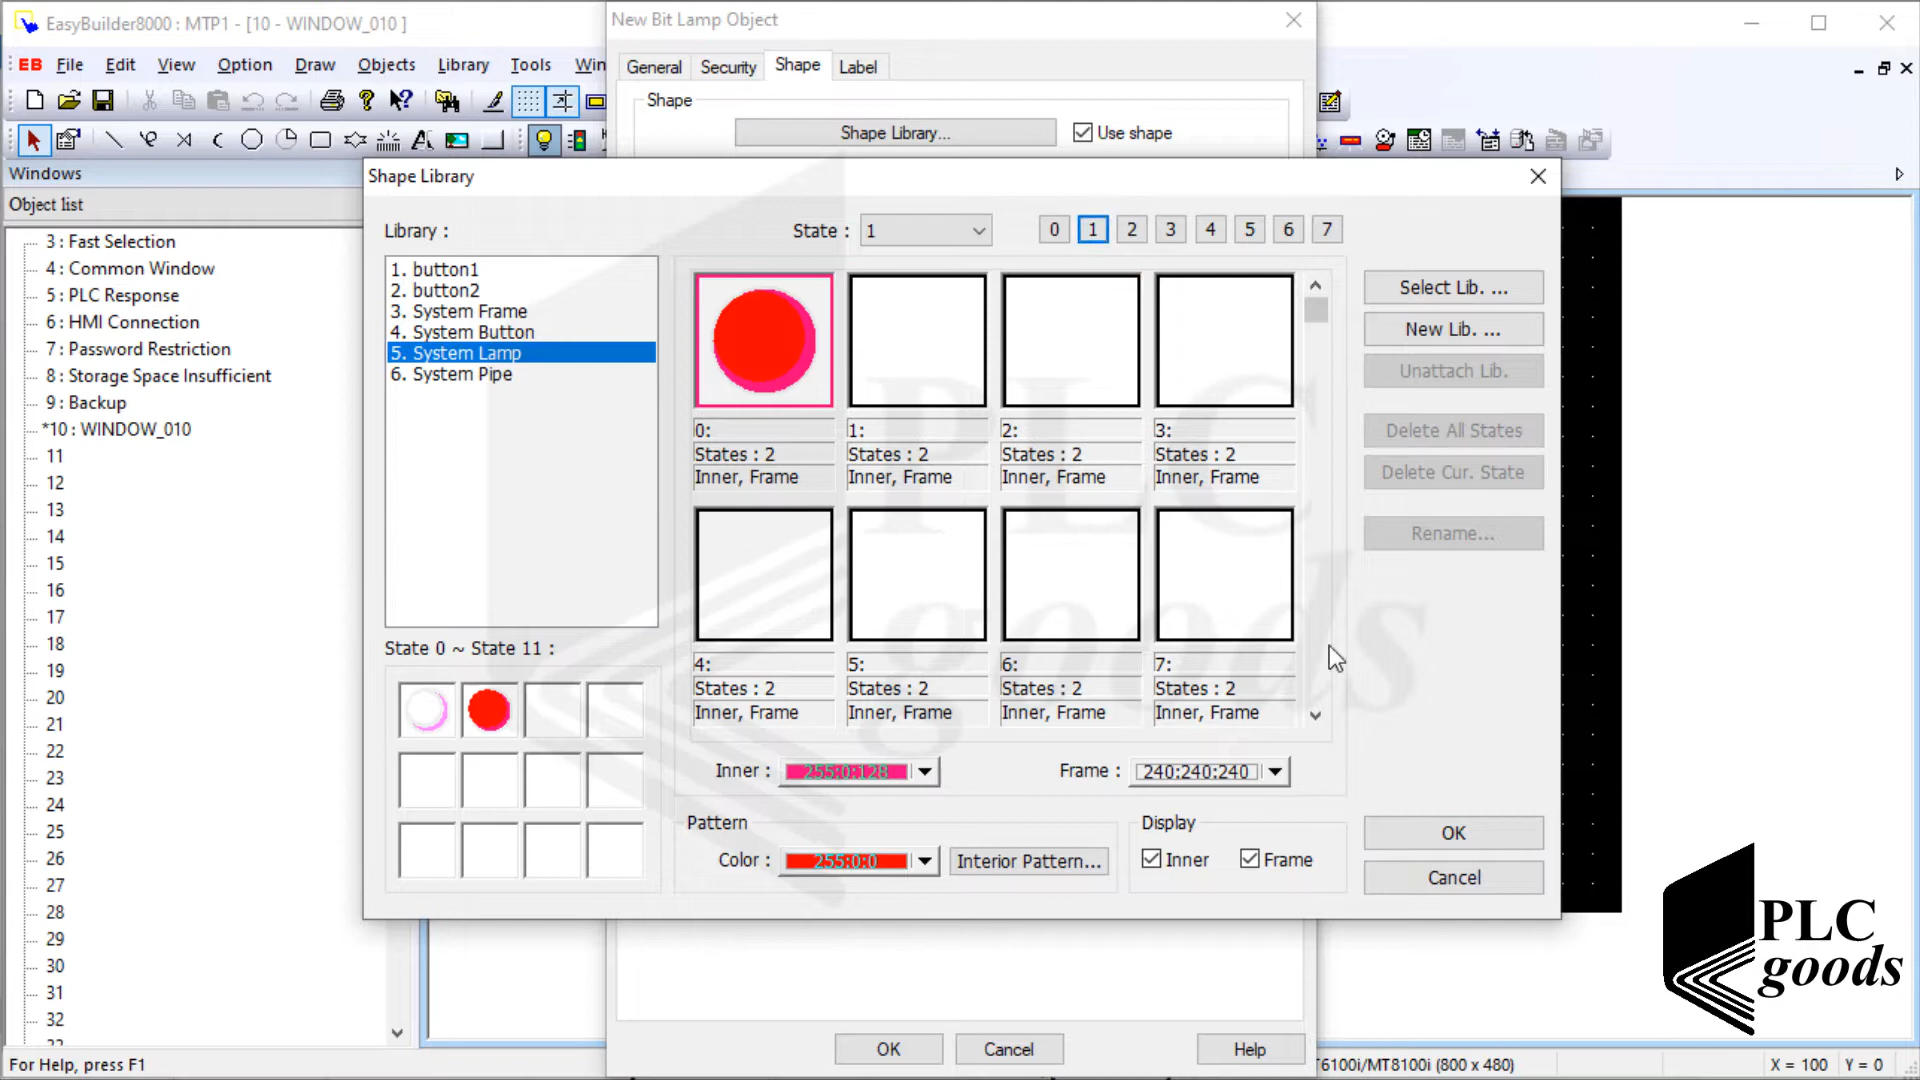 EasyBuilder8000 : MTP1 - [10 - WINDOW_010 ]
New Bit Lamp Object
EB File Edit View Option Draw Objects Library Tools Win
General Security Shape Label
Shape
Shape Library...
Use shape
Windows
Object list
3 : Fast Selection
4 : Common Window
5 : PLC Response
6 : HMI Connection
7 : Password Restriction
8 : Storage Space Insufficient
9 : Backup
*10 : WINDOW_010
11
12
13
14
15
16
17
18
19
20
21
22
23
24
25
26
27
28
29
30
31
32
Shape Library
Library :
State : 1
0 1 2 3 4 5 6 7
1. button1
2. button2
3. System Frame
4. System Button
5. System Lamp
6. System Pipe
0: 1: 2: 3:
States : 2 States : 2 States : 2 States : 2
Inner, Frame Inner, Frame Inner, Frame Inner, Frame
4: 5: 6: 7:
States : 2 States : 2 States : 2 States : 2
Inner, Frame Inner, Frame Inner, Frame Inner, Frame
Select Lib. ...
New Lib. ...
Unattach Lib.
Delete All States
Delete Cur. State
Rename...
State 0 ~ State 11 :
Inner : 255:0:128
Frame : 240:240:240
Pattern
Color : 255:0:0
Interior Pattern...
Display
Inner Frame
OK
Cancel
OK Cancel Help
PLC
goods
PLC
goods
For Help, press F1
T6100i/MT8100i (800 x 480)
X = 100 Y = 0